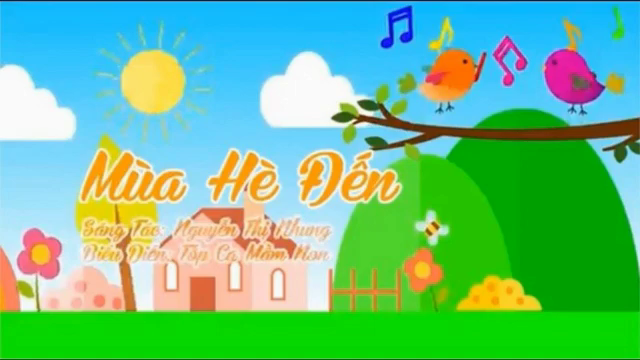 Mùa Hè Đến
Sáng Tác: Nguyễn Thị Nhung
Biểu Diễn: Tốp Ca Mầm Non